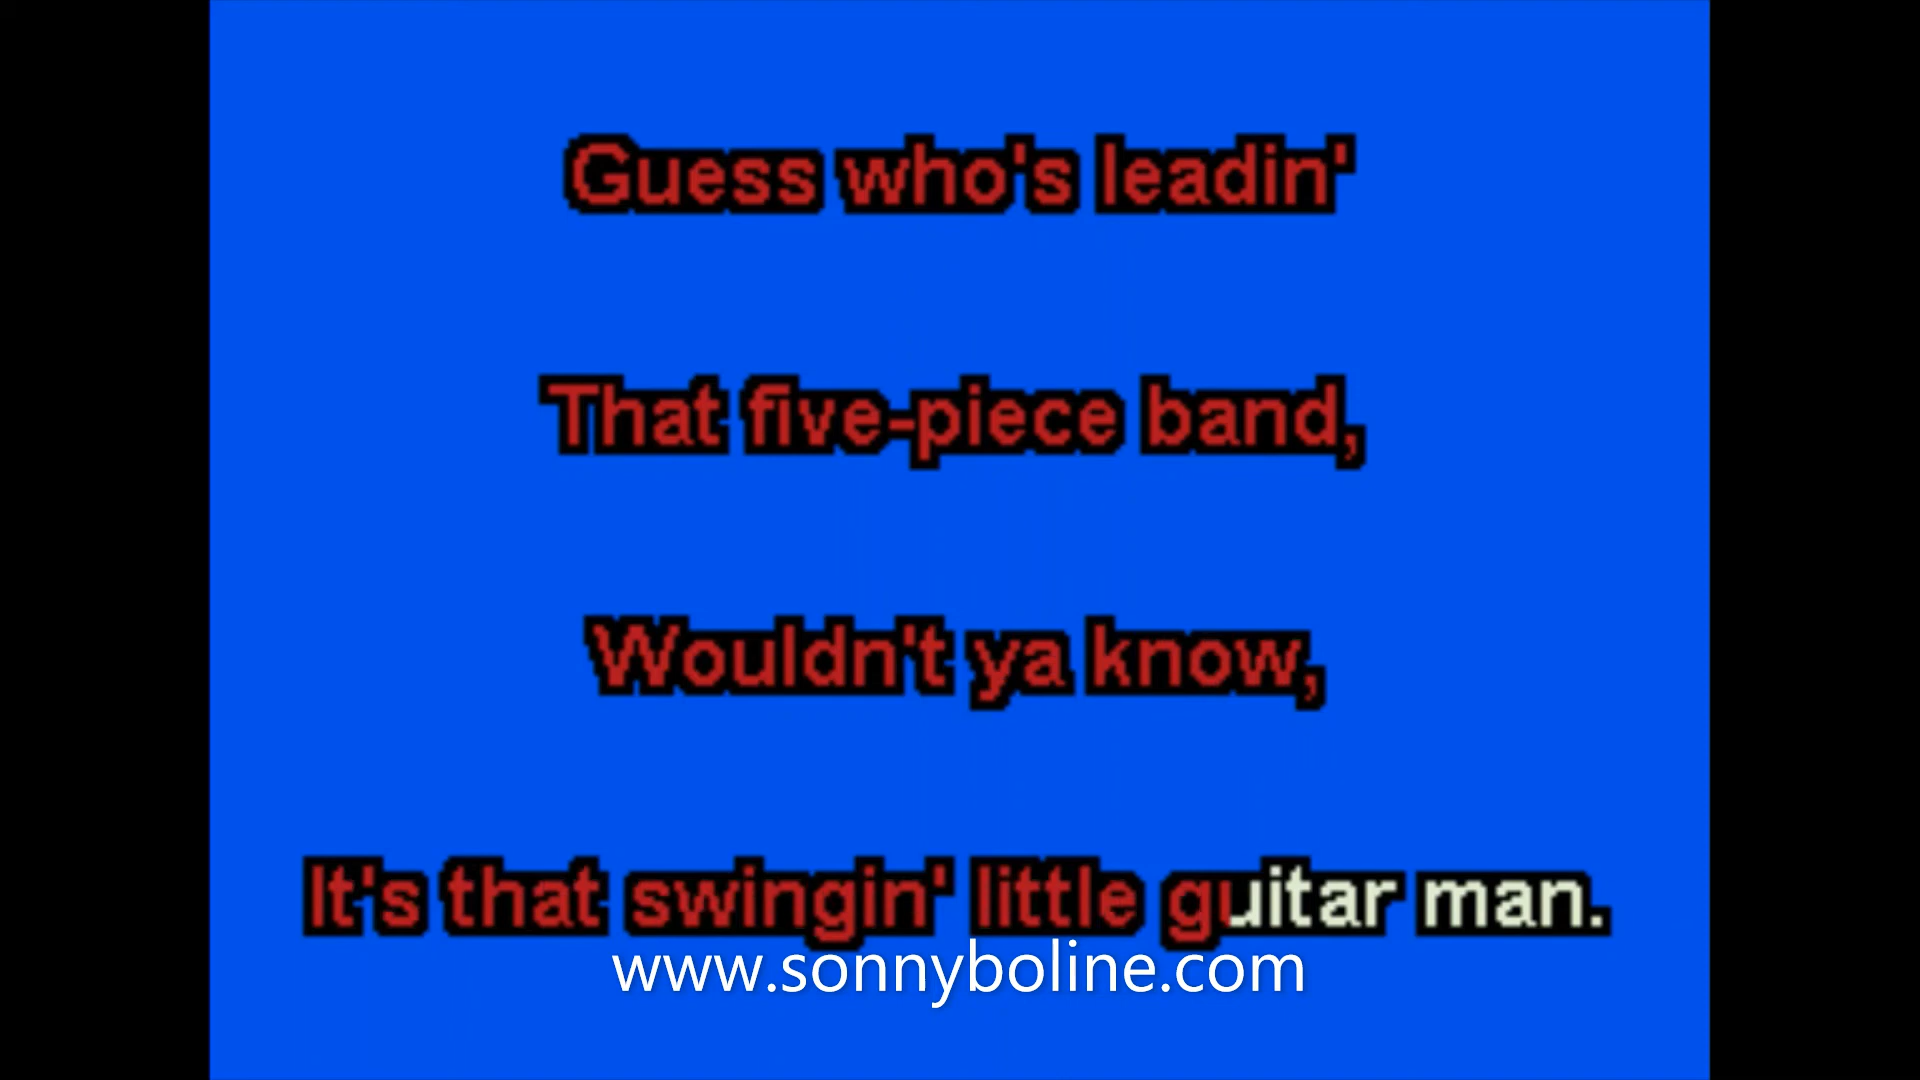 Guess who's leadin'
That five-piece band,
Wouldn't ya know,
It's that swingin' little guitar man.
www.sonnyboline.com